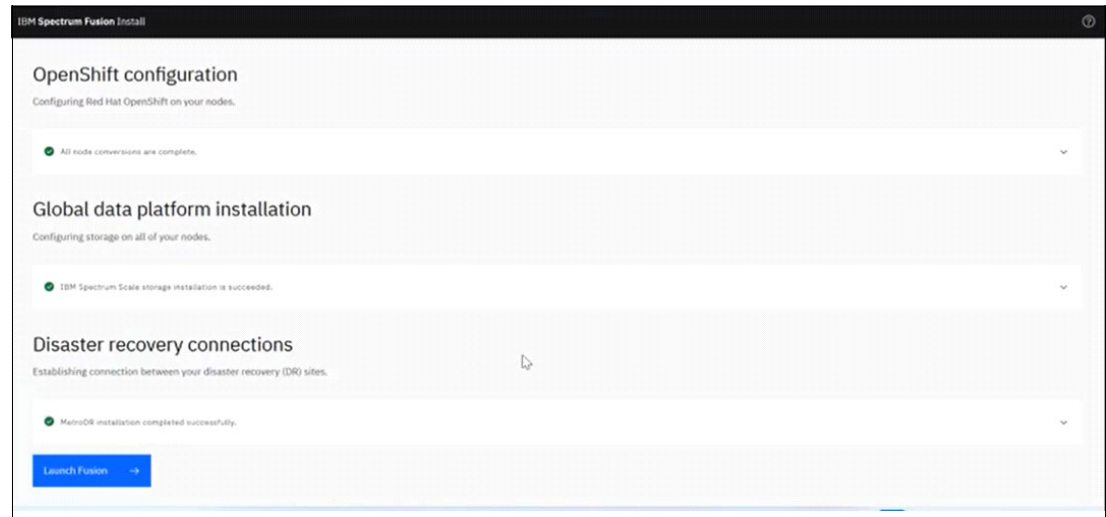 IBM Spectrum Fusion Install
OpenShift configuration
Configuring Red Hat OpenShift on your nodes.
All node conversions are complete.
Global data platform installation
Configuring storage on all of your nodes.
IBM Spectrum Scale storage installation is succeeded.
Disaster recovery connections
Establishing connection between your disaster recovery (DR) sites.
MetroDR installation completed successfully.
Launch Fusion